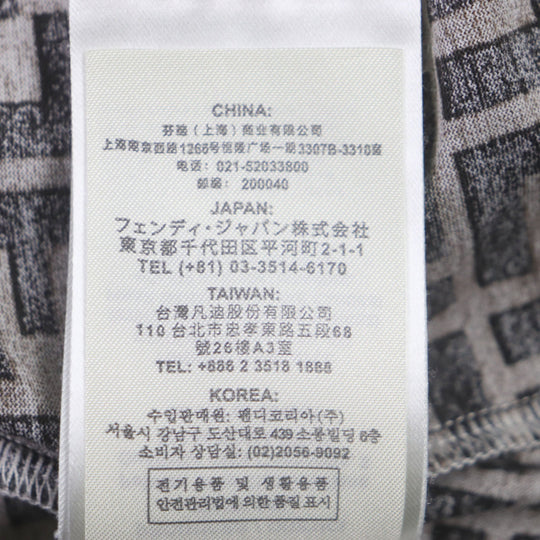 CHINA:
芬迪（上海）商业有限公司
上海南京西路1266号恒隆广场一期3307B-3310室
电话: 021-52033800
邮编: 200040
JAPAN:
フェンディ・ジャパン株式会社
東京都千代田区平河町2-1-1
TEL (+81) 03-3514-6170
TAIWAN:
台灣凡迪股份有限公司
110 台北市忠孝東路五段68
號26樓A3室
TEL: +886 2 3518 1888
KOREA:
수입판매원: 펜디코리아(주)
서울시 강남구 도산대로 439 소봉빌딩 6층
소비자 상담실: (02)2056-9092
전기용품 및 생활용품
안전관리법에 의한 품질 표시